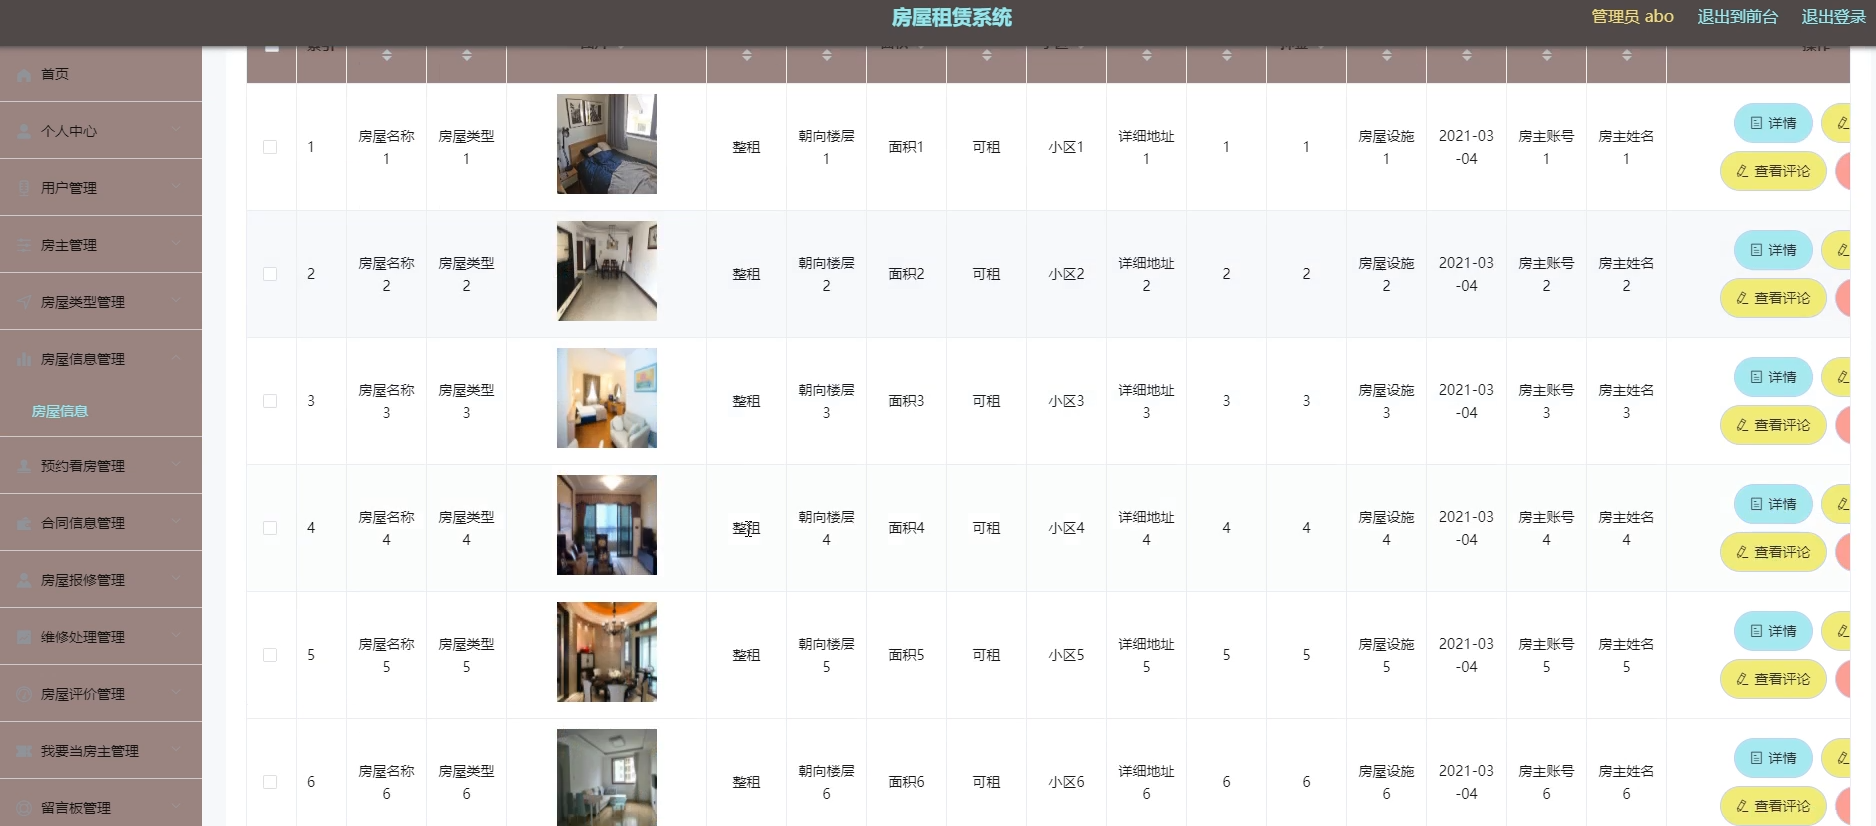 房屋租赁系统
管理员 abo 退出到前台 退出登录
首页
个人中心
用户管理
房主管理
房屋类型管理
房屋信息管理
房屋信息
预约看房管理
合同信息管理
房屋报修管理
维修处理管理
房屋评价管理
我要当房主管理
留言板管理
1 房屋名称1 房屋类型1 整租 朝向楼层1 面积1 可租 小区1 详细地址1 1 1 房屋设施1 2021-03-04 房主账号1 房主姓名1 详情 查看评论
2 房屋名称2 房屋类型2 整租 朝向楼层2 面积2 可租 小区2 详细地址2 2 2 房屋设施2 2021-03-04 房主账号2 房主姓名2 详情 查看评论
3 房屋名称3 房屋类型3 整租 朝向楼层3 面积3 可租 小区3 详细地址3 3 3 房屋设施3 2021-03-04 房主账号3 房主姓名3 详情 查看评论
4 房屋名称4 房屋类型4 整租 朝向楼层4 面积4 可租 小区4 详细地址4 4 4 房屋设施4 2021-03-04 房主账号4 房主姓名4 详情 查看评论
5 房屋名称5 房屋类型5 整租 朝向楼层5 面积5 可租 小区5 详细地址5 5 5 房屋设施5 2021-03-04 房主账号5 房主姓名5 详情 查看评论
6 房屋名称6 房屋类型6 整租 朝向楼层6 面积6 可租 小区6 详细地址6 6 6 房屋设施6 2021-03-04 房主账号6 房主姓名6 详情 查看评论